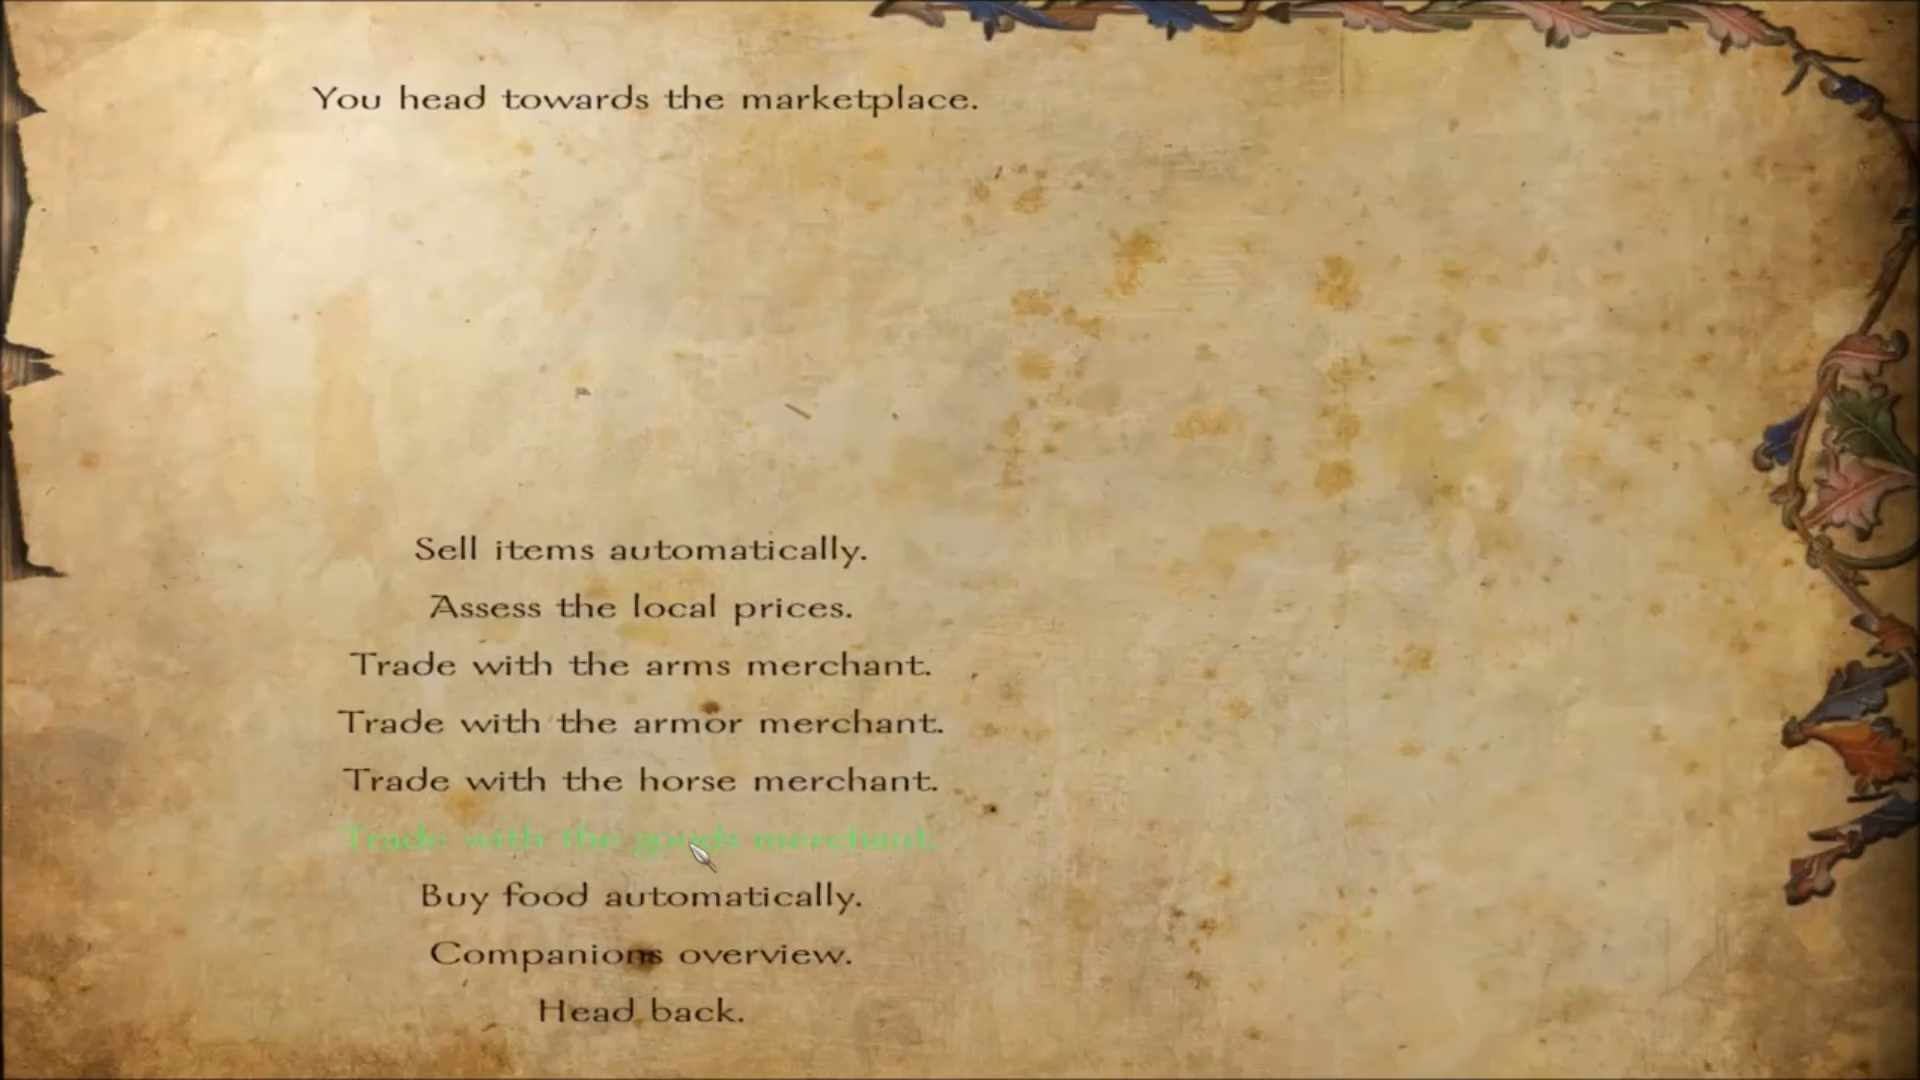 You head towards the marketplace.
Sell items automatically.
Assess the local prices.
Trade with the arms merchant.
Trade with the armor merchant.
Trade with the horse merchant.
Trade with the goods merchant.
Buy food automatically.
Companions overview.
Head back.